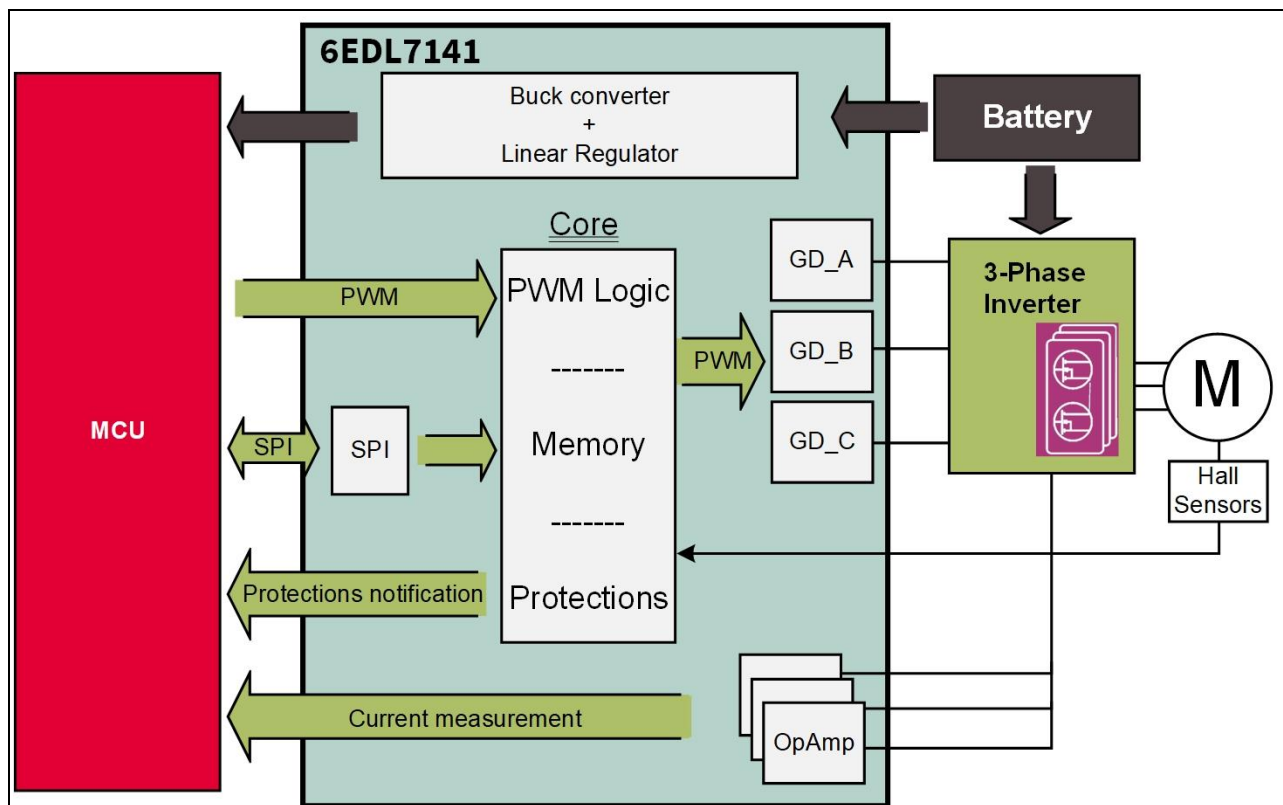 6EDL7141
Buck converter
+
Linear Regulator
Battery
Core
PWM
PWM Logic
-------
Memory
-------
Protections
PWM
GD_A
GD_B
GD_C
3-Phase
Inverter
M
Hall
Sensors
MCU
SPI
SPI
Protections notification
Current measurement
OpAmp